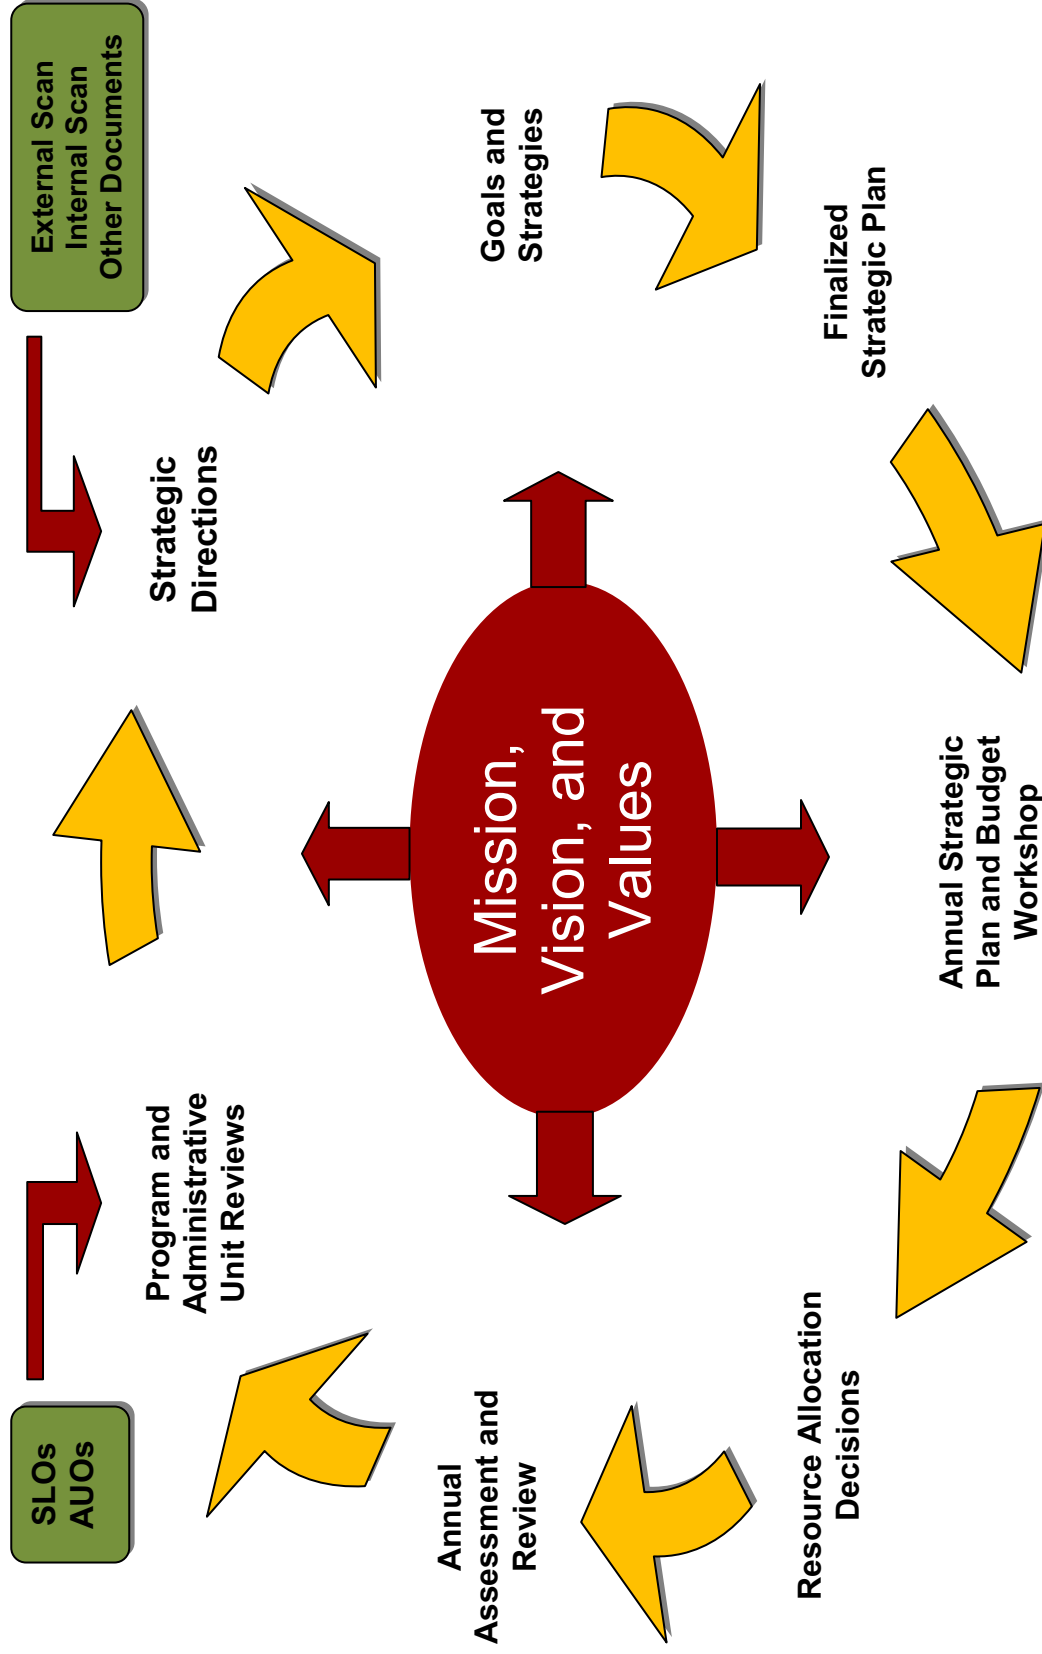 SLOs
AUOs
External Scan
Internal Scan
Other Documents
Program and
Administrative
Unit Reviews
Strategic
Directions
Annual
Assessment and
Review
Mission,
Vision, and
Values
Goals and
Strategies
Resource Allocation
Decisions
Finalized
Strategic Plan
Annual Strategic
Plan and Budget
Workshop